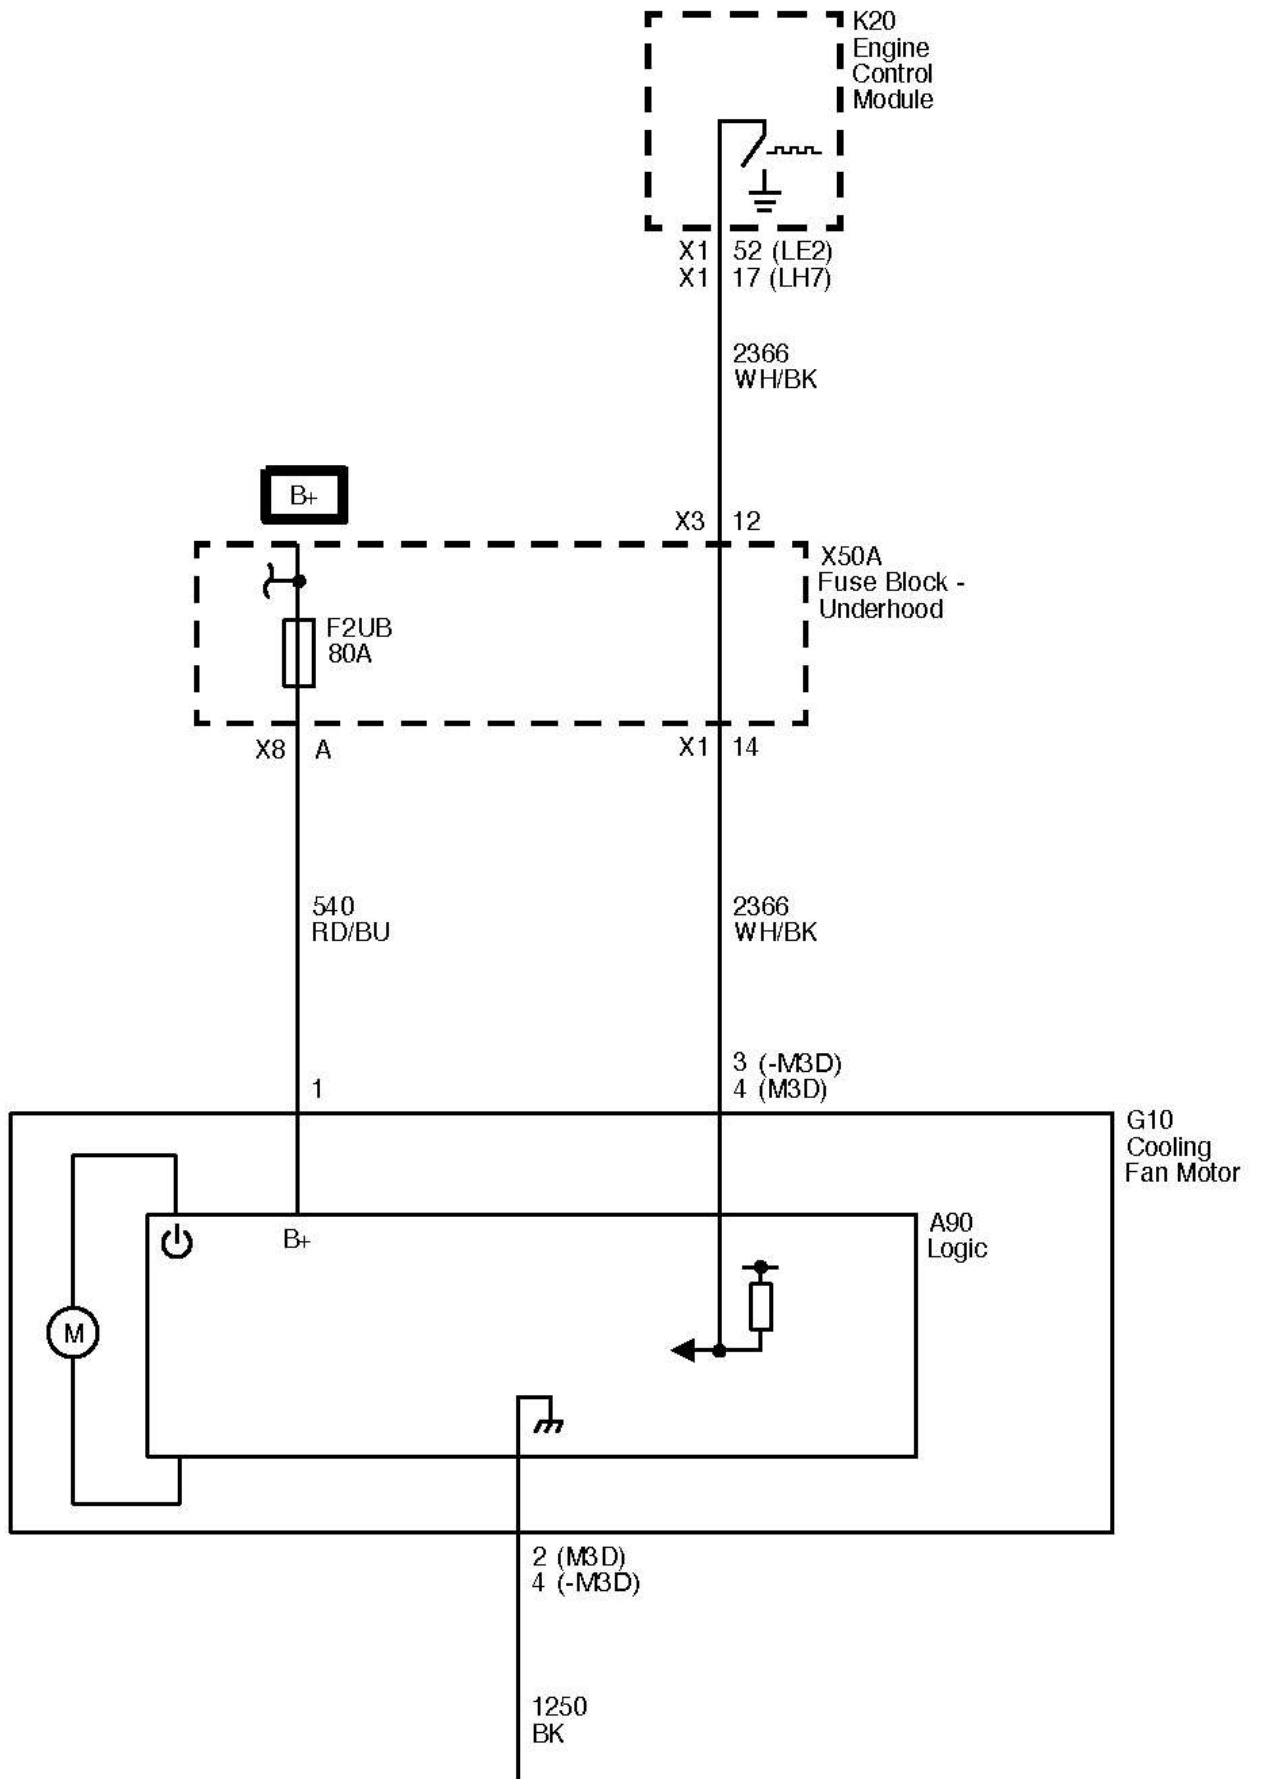 K20
Engine
Control
Module
X1 52 (LE2)
X1 17 (LH7)
2366
WH/BK
B+
X3 12
X50A
Fuse Block -
Underhood
F2UB
80A
X8 A
X1 14
540
RD/BU
2366
WH/BK
3 (-M3D)
4 (M3D)
1
G10
Cooling
Fan Motor
A90
Logic
B+
M
2 (M3D)
4 (-M3D)
1250
BK